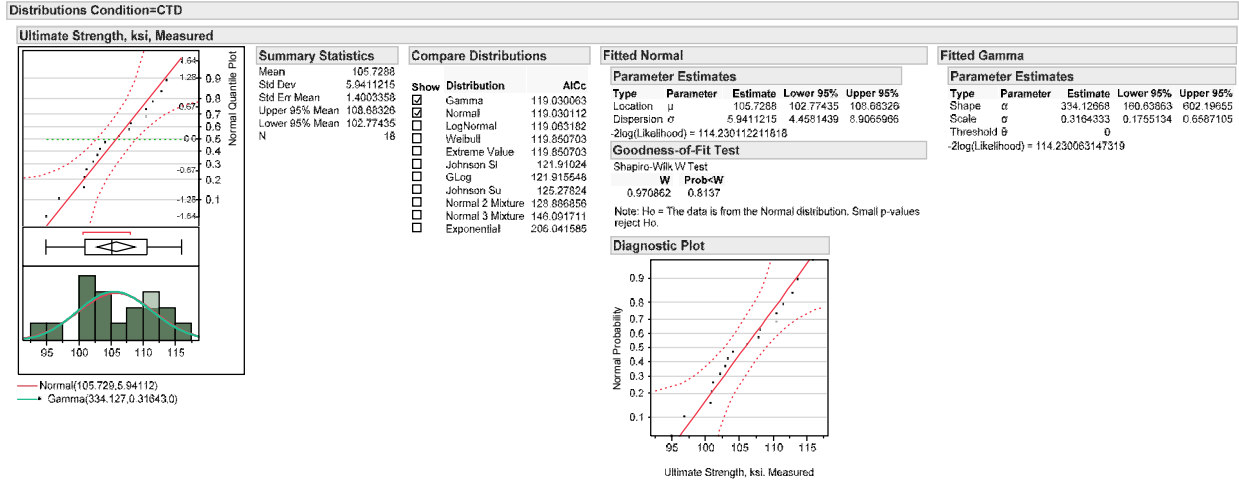 Distributions Condition=CTD
Ultimate Strength, ksi, Measured
1.64
1.28
0.67
0.0
-0.67
-1.28
-1.64
0.9
0.8
0.7
0.6
0.5
0.4
0.3
0.2
0.1
Normal Quantile Plot
95 100 105 110 115
Normal(105.729,5.94112)
Gamma(334.127,0.31643,0)
Summary Statistics
Mean 105.7288
Std Dev 5.9411215
Std Err Mean 1.4003358
Upper 95% Mean 108.68326
Lower 95% Mean 102.77435
N 18
Compare Distributions
Show Distribution AICc
Gamma 119.030063
Normal 119.030112
LogNormal 119.063182
Weibull 119.850703
Extreme Value 119.850703
Johnson Sl 121.91024
GLog 121.915548
Johnson Su 125.27824
Normal 2 Mixture 128.886856
Normal 3 Mixture 146.091711
Exponential 206.041585
Fitted Normal
Parameter Estimates
Type Parameter Estimate Lower 95% Upper 95%
Location μ 105.7288 102.77435 108.68326
Dispersion σ 5.9411215 4.4581439 8.9065966
-2log(Likelihood) = 114.230112211818
Goodness-of-Fit Test
Shapiro-Wilk W Test
W Prob<W
0.970862 0.8137
Note: Ho = The data is from the Normal distribution. Small p-values
reject Ho.
Diagnostic Plot
Normal Probability
0.9
0.8
0.7
0.6
0.5
0.4
0.3
0.2
0.1
95 100 105 110 115
Ultimate Strength, ksi, Measured
Fitted Gamma
Parameter Estimates
Type Parameter Estimate Lower 95% Upper 95%
Shape α 334.12668 160.63863 602.19655
Scale σ 0.3164333 0.1755134 0.6587105
Threshold θ 0
-2log(Likelihood) = 114.230063147319